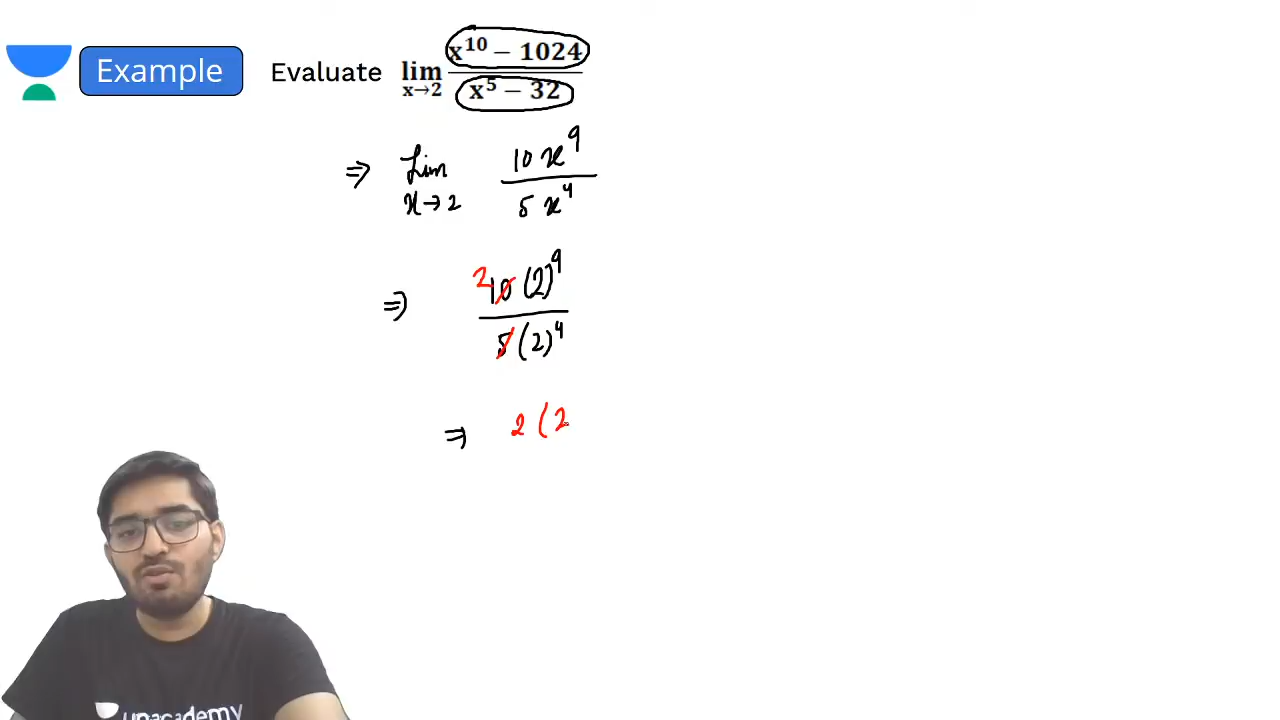 Example Evaluate lim x→2 x¹⁰ − 1024 / x⁵ − 32
⇒ Lim x→2 10x⁹ / 5x⁴
⇒ 2 10(2)⁹ / 5(2)⁴
⇒ 2(2
unacademy